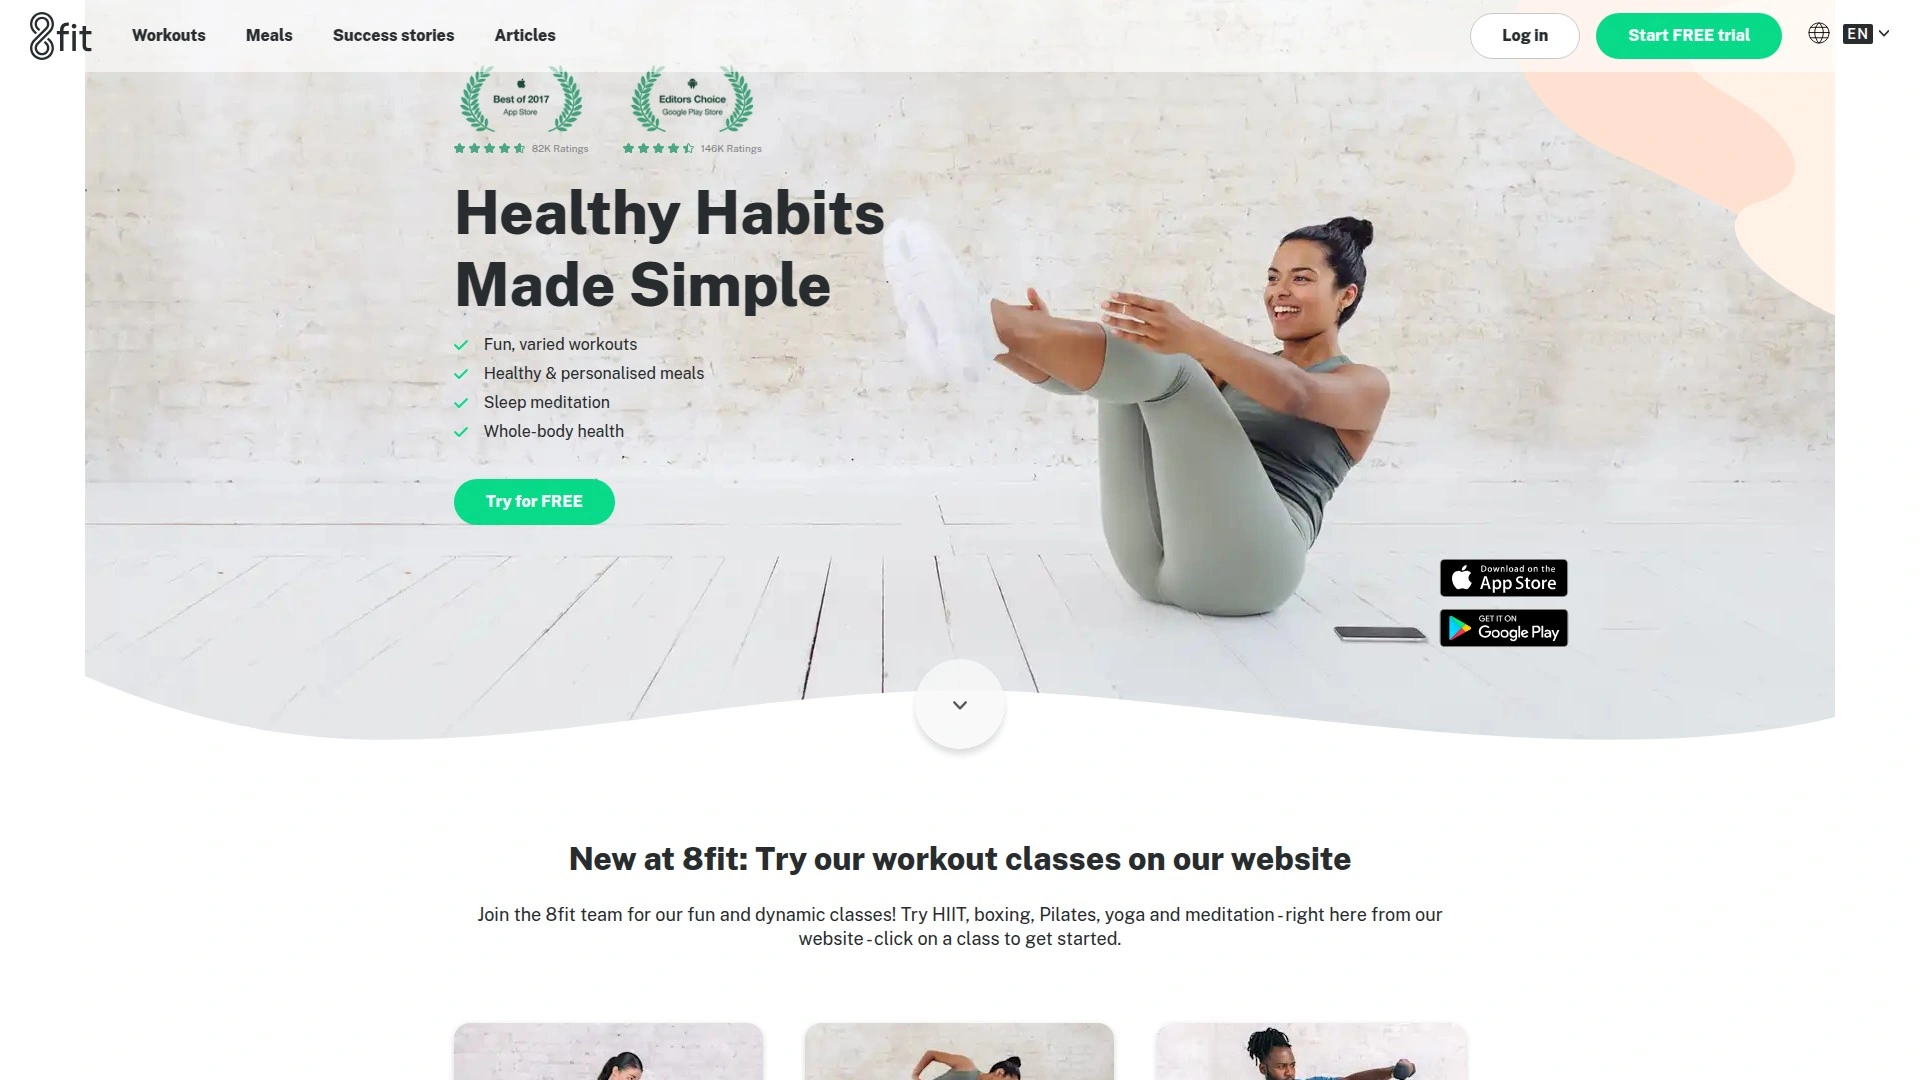 8fit
Workouts
Meals
Success stories
Articles
Log in
Start FREE trial
EN
Best of 2017
App Store
Editors Choice
Google Play Store
82K Ratings
146K Ratings
Healthy Habits
Made Simple
Fun, varied workouts
Healthy & personalised meals
Sleep meditation
Whole-body health
Try for FREE
Download on the
App Store
GET IT ON
Google Play
New at 8fit: Try our workout classes on our website
Join the 8fit team for our fun and dynamic classes! Try HIIT, boxing, Pilates, yoga and meditation - right here from our
website - click on a class to get started.